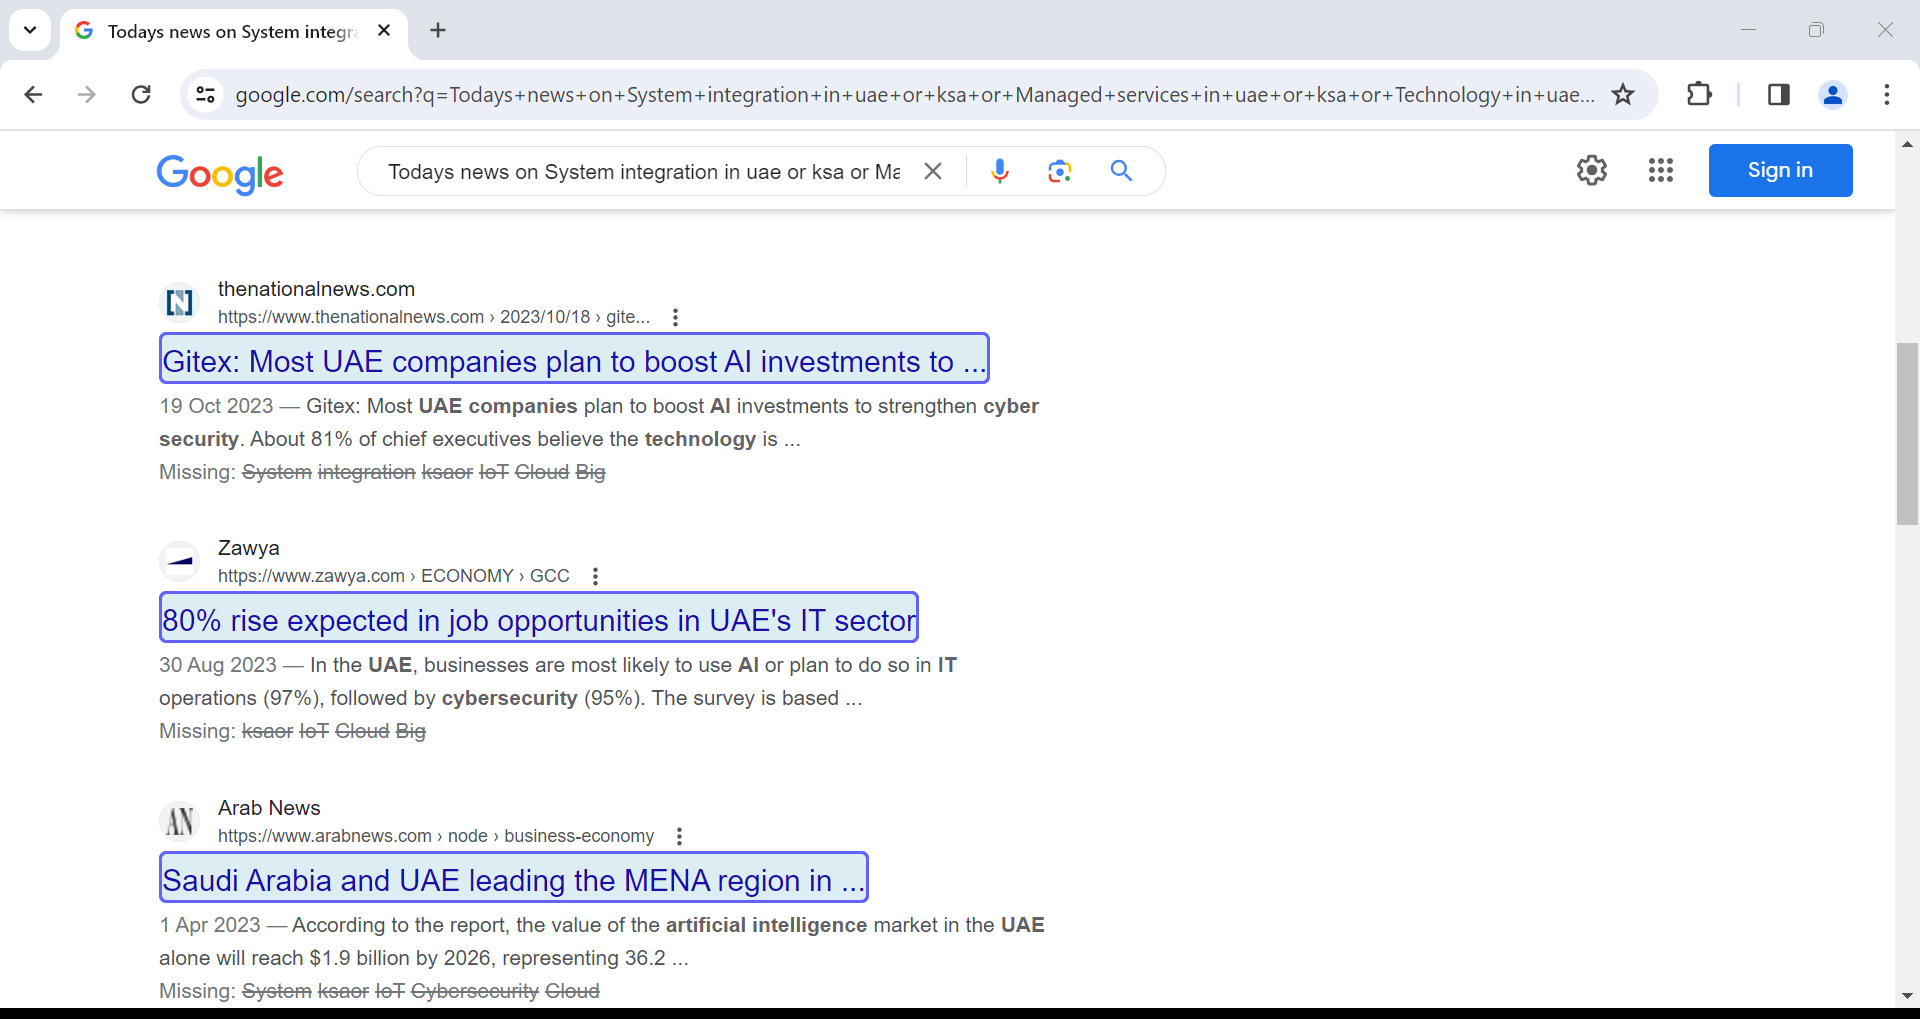 Todays news on System integr
google.com/search?q=Todays+news+on+System+integration+in+uae+or+ksa+or+Managed+services+in+uae+or+ksa+or+Technology+in+uae...
Google
Todays news on System integration in uae or ksa or Ma
Sign in
thenationalnews.com
https://www.thenationalnews.com › 2023/10/18 › gite...
Gitex: Most UAE companies plan to boost AI investments to ...
19 Oct 2023 — Gitex: Most UAE companies plan to boost AI investments to strengthen cyber
security. About 81% of chief executives believe the technology is ...
Missing: System integration ksaor IoT Cloud Big
Zawya
https://www.zawya.com › ECONOMY › GCC
80% rise expected in job opportunities in UAE's IT sector
30 Aug 2023 — In the UAE, businesses are most likely to use AI or plan to do so in IT
operations (97%), followed by cybersecurity (95%). The survey is based ...
Missing: ksaor IoT Cloud Big
AN
Arab News
https://www.arabnews.com › node › business-economy
Saudi Arabia and UAE leading the MENA region in ...
1 Apr 2023 — According to the report, the value of the artificial intelligence market in the UAE
alone will reach $1.9 billion by 2026, representing 36.2 ...
Missing: System ksaor IoT Cybersecurity Cloud